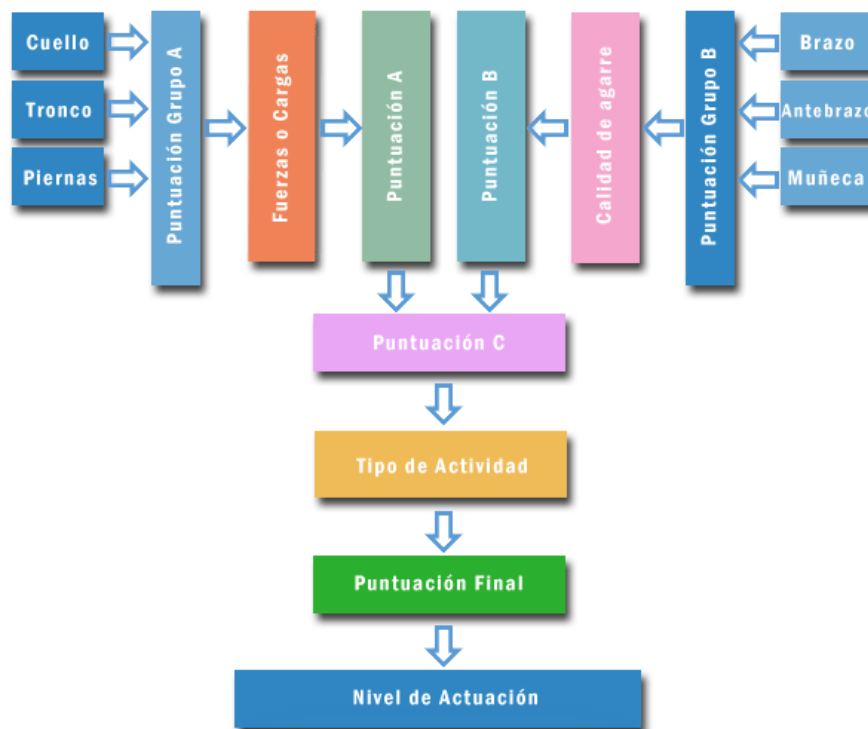 Cuello
Tronco
Piernas
Puntuación Grupo A
Fuerzas o Cargas
Puntuación A
Puntuación B
Calidad de agarre
Puntuación Grupo B
Brazo
Antebrazo
Muñeca
Puntuación C
Tipo de Actividad
Puntuación Final
Nivel de Actuación